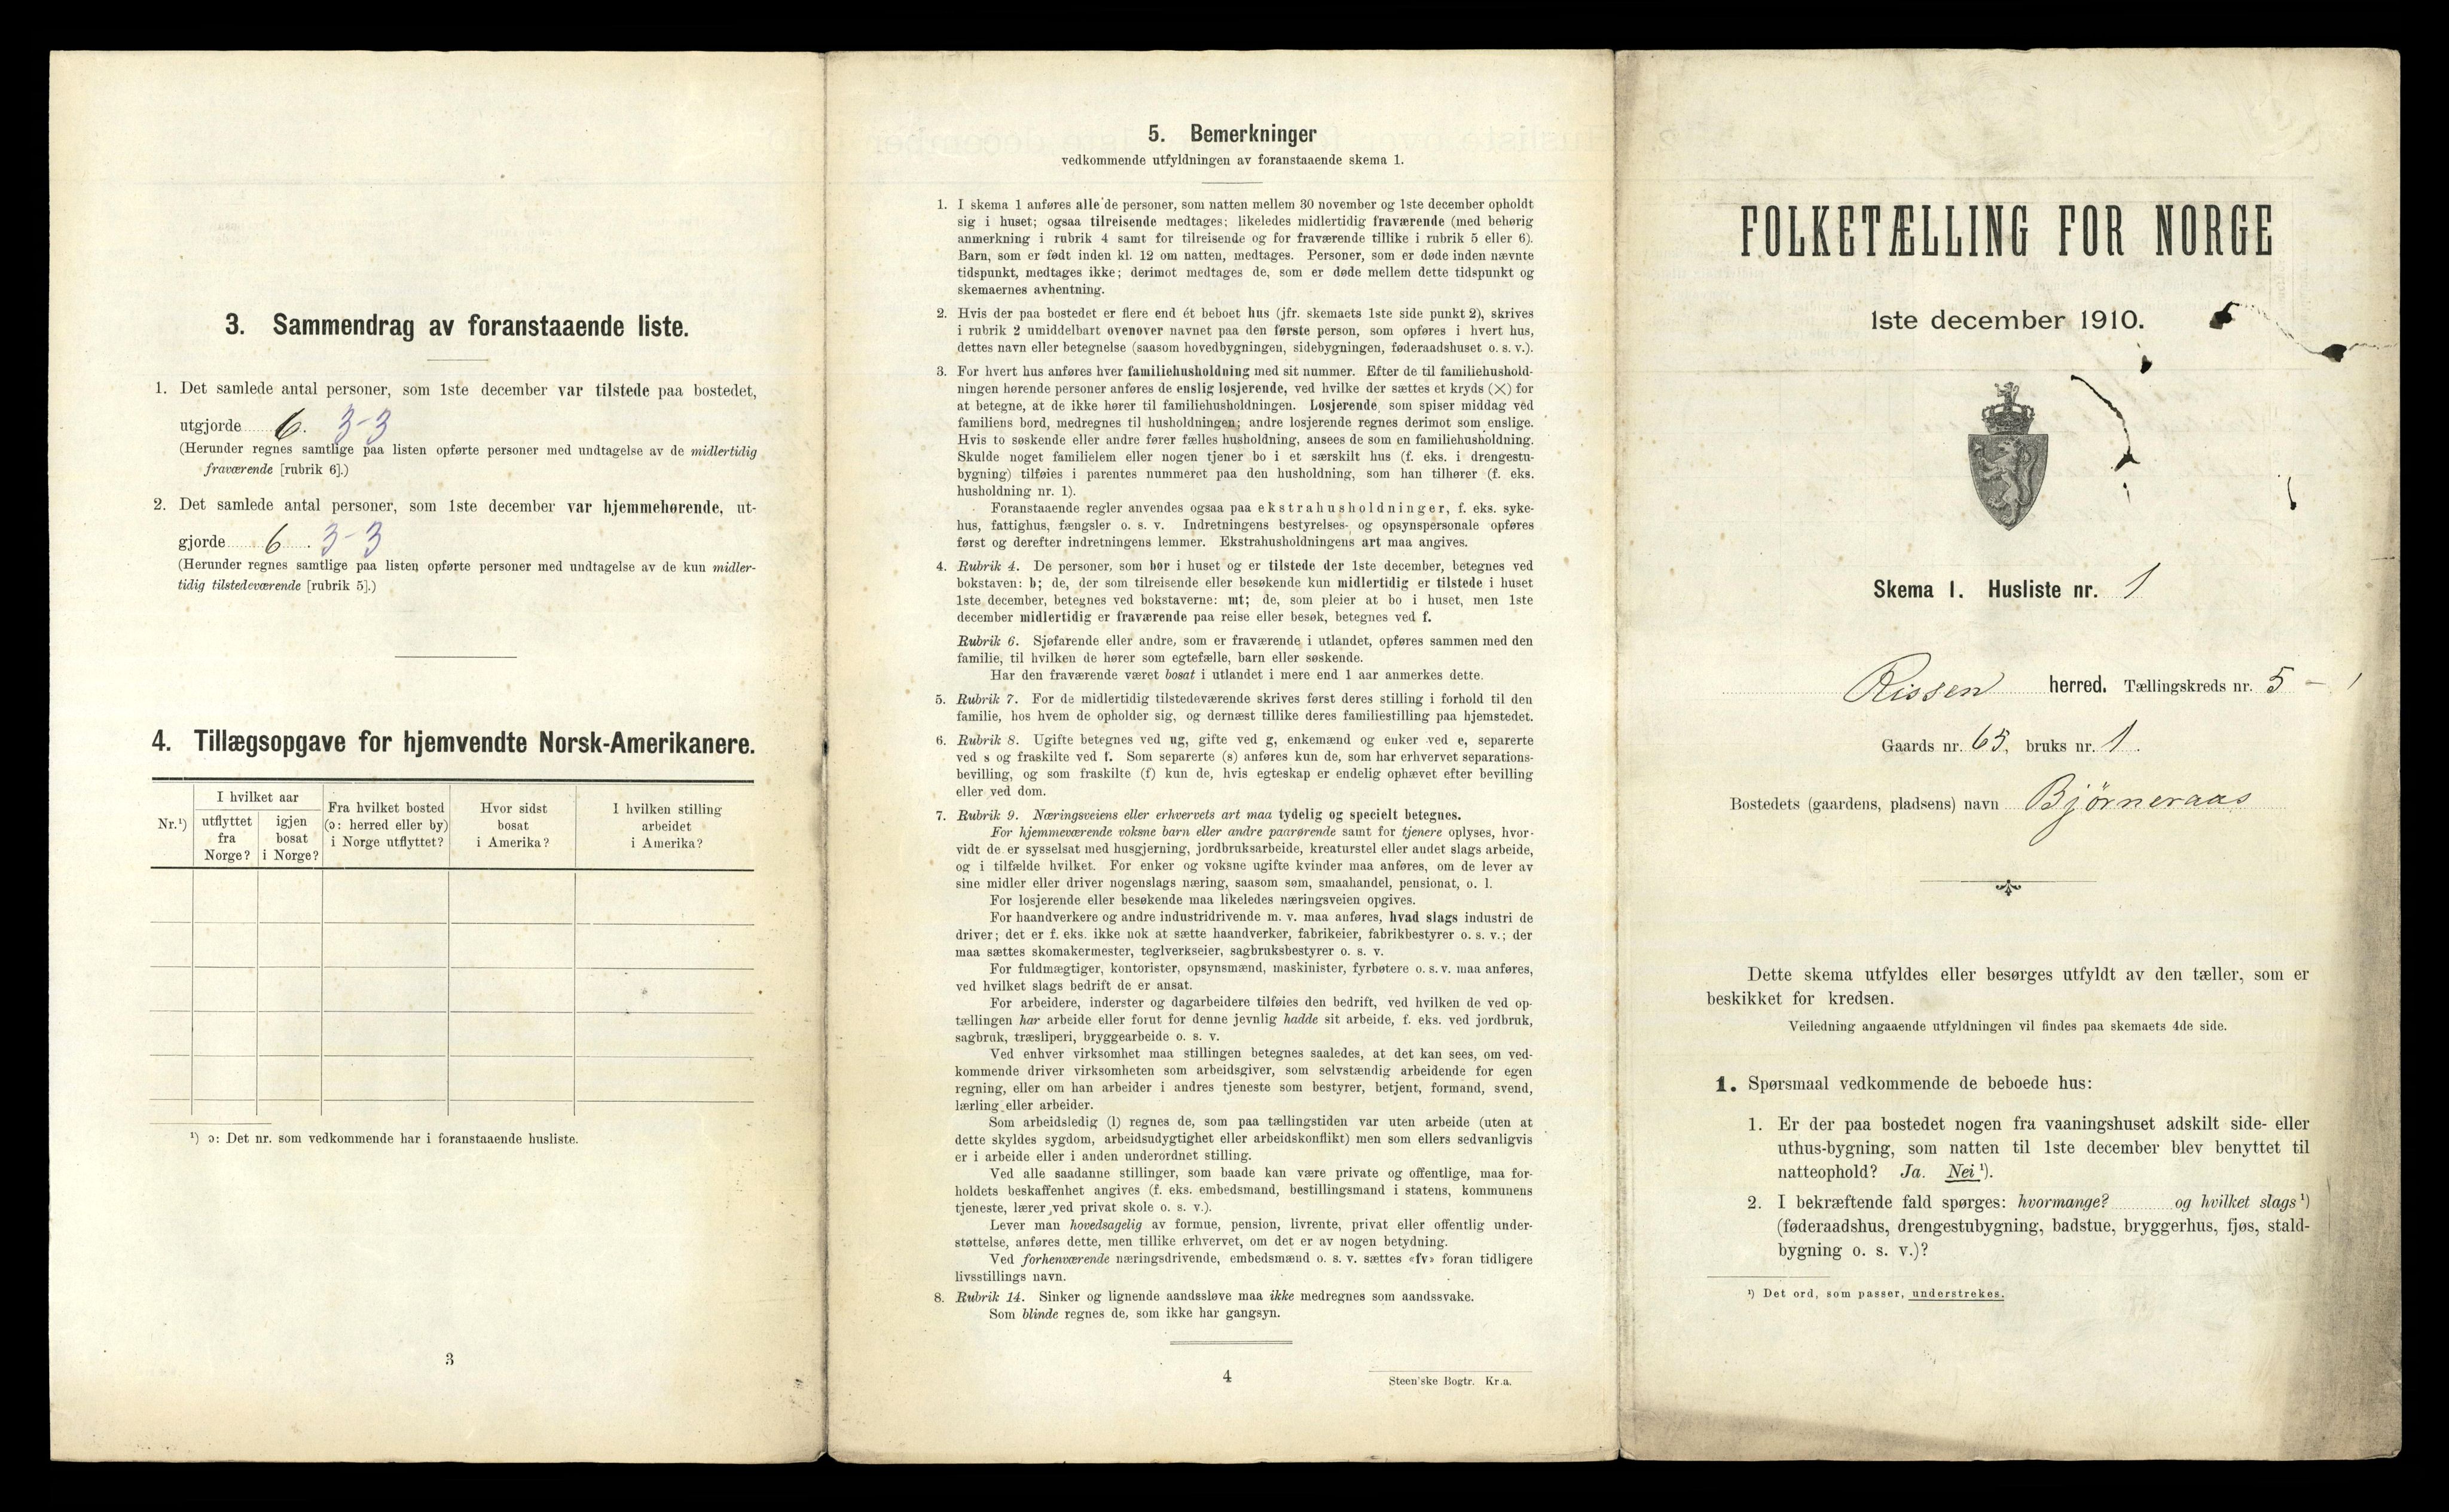 3. Sammendrag av foranstaaende liste.
1. Det samlede antal personer, som 1ste december var tilstede paa bostedet,
utgjorde 6. 3-3
(Herunder regnes samtlige paa listen opførte personer med undtagelse av de midlertidig
fraværende [rubrik 6].)
2. Det samlede antal personer, som 1ste december var hjemmehørende, ut-
gjorde 6. 3-3
(Herunder regnes samtlige paa listen opførte personer med undtagelse av de kun midler-
tidig tilstedeværende [rubrik 5].)
4. Tillægsopgave for hjemvendte Norsk-Amerikanere.
Nr.¹)
I hvilket aar
utflyttet
fra
Norge?
igjen
bosat
i Norge?
Fra hvilket bosted
(ɔ: herred eller by)
i Norge utflyttet?
Hvor sidst
bosat
i Amerika?
I hvilken stilling
arbeidet
i Amerika?
¹) ɔ: Det nr. som vedkommende har i foranstaaende husliste.
3
5. Bemerkninger
vedkommende utfyldningen av foranstaaende skema 1.
1. I skema 1 anføres alle de personer, som natten mellem 30 november og 1ste december opholdt
sig i huset; ogsaa tilreisende medtages; likeledes midlertidig fraværende (med behørig
anmerkning i rubrik 4 samt for tilreisende og for fraværende tillike i rubrik 5 eller 6).
Barn, som er født inden kl. 12 om natten, medtages. Personer, som er døde inden nævnte
tidspunkt, medtages ikke; derimot medtages de, som er døde mellem dette tidspunkt og
skemaernes avhentning.
2. Hvis der paa bostedet er flere end ét beboet hus (jfr. skemaets 1ste side punkt 2), skrives
i rubrik 2 umiddelbart ovenover navnet paa den første person, som opføres i hvert hus,
dettes navn eller betegnelse (saasom hovedbygningen, sidebygningen, føderaadshuset o. s. v.).
3. For hvert hus anføres hver familiehusholdning med sit nummer. Efter de til familiehushold-
ningen hørende personer anføres de enslig losjerende, ved hvilke der sættes et kryds (×) for
at betegne, at de ikke hører til familiehusholdningen. Losjerende, som spiser middag ved
familiens bord, medregnes til husholdningen; andre losjerende regnes derimot som enslige.
Hvis to søskende eller andre fører fælles husholdning, ansees de som en familiehusholdning.
Skulde noget familielem eller nogen tjener bo i et særskilt hus (f. eks. i drengestu-
bygning) tilføies i parentes nummeret paa den husholdning, som han tilhører (f. eks.
husholdning nr. 1).
Foranstaaende regler anvendes ogsaa paa ekstrahusholdninger, f. eks. syke-
hus, fattighus, fængsler o. s. v. Indretningens bestyrelses- og opsynspersonale opføres
først og derefter indretningens lemmer. Ekstrahusholdningens art maa angives.
4. Rubrik 4. De personer, som bor i huset og er tilstede der 1ste december, betegnes ved
bokstaven: b; de, der som tilreisende eller besøkende kun midlertidig er tilstede i huset
1ste december, betegnes ved bokstaverne: mt; de, som pleier at bo i huset, men 1ste
december midlertidig er fraværende paa reise eller besøk, betegnes ved f.
Rubrik 6. Sjøfarende eller andre, som er fraværende i utlandet, opføres sammen med den
familie, til hvilken de hører som egtefælle, barn eller søskende.
Har den fraværende været bosat i utlandet i mere end 1 aar anmerkes dette.
5. Rubrik 7. For de midlertidig tilstedeværende skrives først deres stilling i forhold til den
familie, hos hvem de opholder sig, og dernæst tillike deres familiestilling paa hjemstedet.
6. Rubrik 8. Ugifte betegnes ved ug, gifte ved g, enkemænd og enker ved e, separerte
ved s og fraskilte ved f. Som separerte (s) anføres kun de, som har erhvervet separations-
bevilling, og som fraskilte (f) kun de, hvis egteskap er endelig ophævet efter bevilling
eller ved dom.
7. Rubrik 9. Næringsveiens eller erhvervets art maa tydelig og specielt betegnes.
For hjemmeværende voksne barn eller andre paarørende samt for tjenere oplyses, hvor-
vidt de er sysselsat med husgjerning, jordbruksarbeide, kreaturstel eller andet slags arbeide,
og i tilfælde hvilket. For enker og voksne ugifte kvinder maa anføres, om de lever av
sine midler eller driver nogenslags næring, saasom søm, smaahandel, pensionat, o. l.
For losjerende eller besøkende maa likeledes næringsveien opgives.
For haandverkere og andre industridrivende m. v. maa anføres, hvad slags industri de
driver; det er f. eks. ikke nok at sætte haandverker, fabrikeier, fabrikbestyrer o. s. v.; der
maa sættes skomakermester, teglverkseier, sagbruksbestyrer o. s. v.
For fuldmægtiger, kontorister, opsynsmænd, maskinister, fyrbøtere o. s. v. maa anføres,
ved hvilket slags bedrift de er ansat.
For arbeidere, inderster og dagarbeidere tilføies den bedrift, ved hvilken de ved op-
tællingen har arbeide eller forut for denne jevnlig hadde sit arbeide, f. eks. ved jordbruk,
sagbruk, træsliperi, bryggearbeide o. s. v.
Ved enhver virksomhet maa stillingen betegnes saaledes, at det kan sees, om ved-
kommende driver virksomheten som arbeidsgiver, som selvstændig arbeidende for egen
regning, eller om han arbeider i andres tjeneste som bestyrer, betjent, formand, svend,
lærling eller arbeider.
Som arbeidsledig (l) regnes de, som paa tællingstiden var uten arbeide (uten at
dette skyldes sygdom, arbeidsudygtighet eller arbeidskonflikt) men som ellers sedvanligvis
er i arbeide eller i anden underordnet stilling.
Ved alle saadanne stillinger, som baade kan være private og offentlige, maa for-
holdets beskaffenhet angives (f. eks. embedsmand, bestillingsmand i statens, kommunens
tjeneste, lærer ved privat skole o. s. v.).
Lever man hovedsagelig av formue, pension, livrente, privat eller offentlig under-
støttelse, anføres dette, men tillike erhvervet, om det er av nogen betydning.
Ved forhenværende næringsdrivende, embedsmænd o. s. v. sættes «fv» foran tidligere
livsstillings navn.
8. Rubrik 14. Sinker og lignende aandssløve maa ikke medregnes som aandssvake.
Som blinde regnes de, som ikke har gangsyn.
4
Steen'ske Bogtr. Kr.a.
FOLKETÆLLING FOR NORGE
1ste december 1910.
Skema 1. Husliste nr. 1
Rissen herred. Tællingskreds nr. 5 - 1
Gaards nr. 65, bruks nr. 1.
Bostedets (gaardens, pladsens) navn Bjørneraas
Dette skema utfyldes eller besørges utfyldt av den tæller, som er
beskikket for kredsen.
Veiledning angaaende utfyldningen vil findes paa skemaets 4de side.
1. Spørsmaal vedkommende de beboede hus:
1. Er der paa bostedet nogen fra vaaningshuset adskilt side- eller
uthus-bygning, som natten til 1ste december blev benyttet til
natteophold? Ja. Nei¹).
2. I bekræftende fald spørges: hvormange? og hvilket slags¹)
(føderaadshus, drengestubygning, badstue, bryggerhus, fjøs, stald-
bygning o. s. v.)?
¹) Det ord, som passer, understrekes.